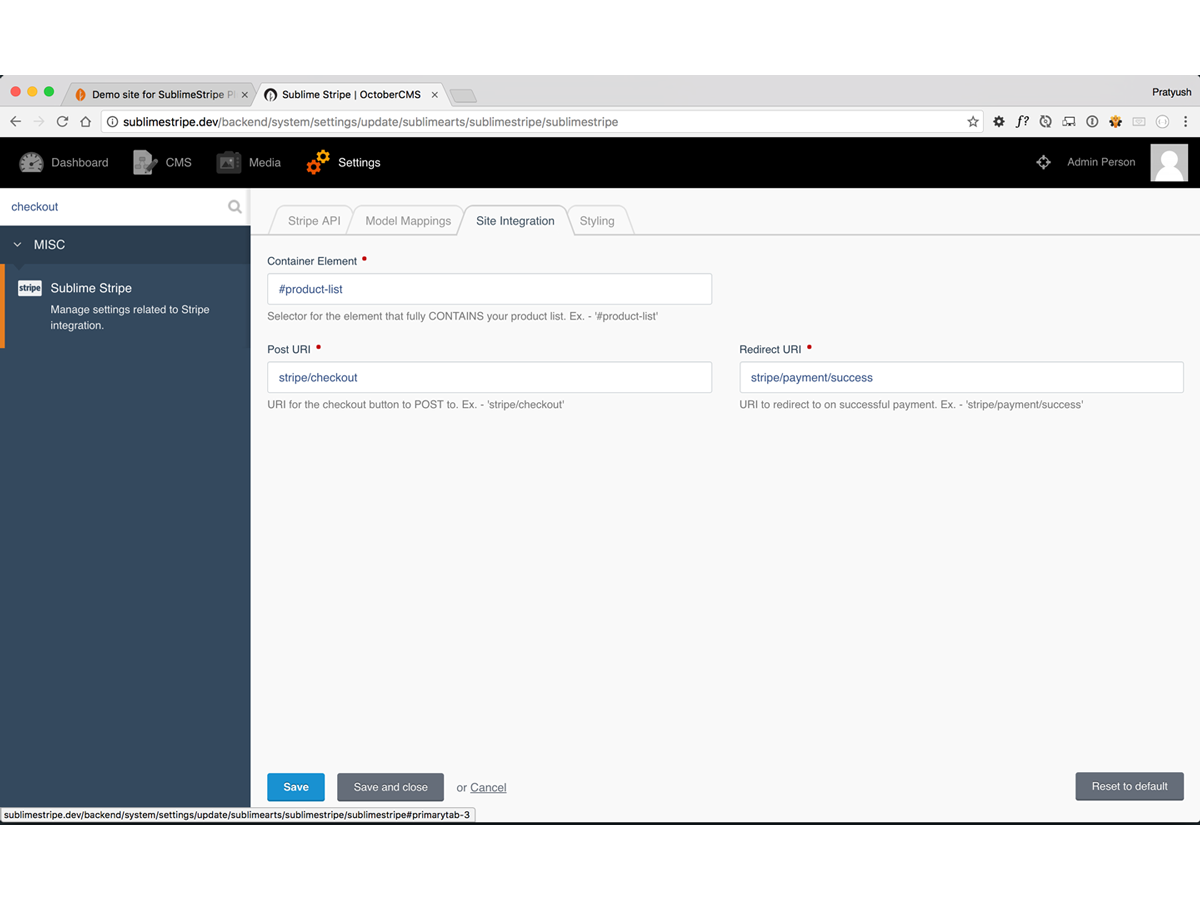 Demo site for SublimeStripe Pl
Sublime Stripe | OctoberCMS
Pratyush
sublimestripe.dev/backend/system/settings/update/sublimearts/sublimestripe/sublimestripe
f?
Dashboard
CMS
Media
Settings
Admin Person
checkout
Stripe API
Model Mappings
Site Integration
Styling
MISC
stripe
Sublime Stripe
Manage settings related to Stripe
integration.
Container Element
#product-list
Selector for the element that fully CONTAINS your product list. Ex. - '#product-list'
Post URI
Redirect URI
stripe/checkout
stripe/payment/success
URI for the checkout button to POST to. Ex. - 'stripe/checkout'
URI to redirect to on successful payment. Ex. - 'stripe/payment/success'
Save
Save and close
or Cancel
Reset to default
sublimestripe.dev/backend/system/settings/update/sublimearts/sublimestripe/sublimestripe#primarytab-3